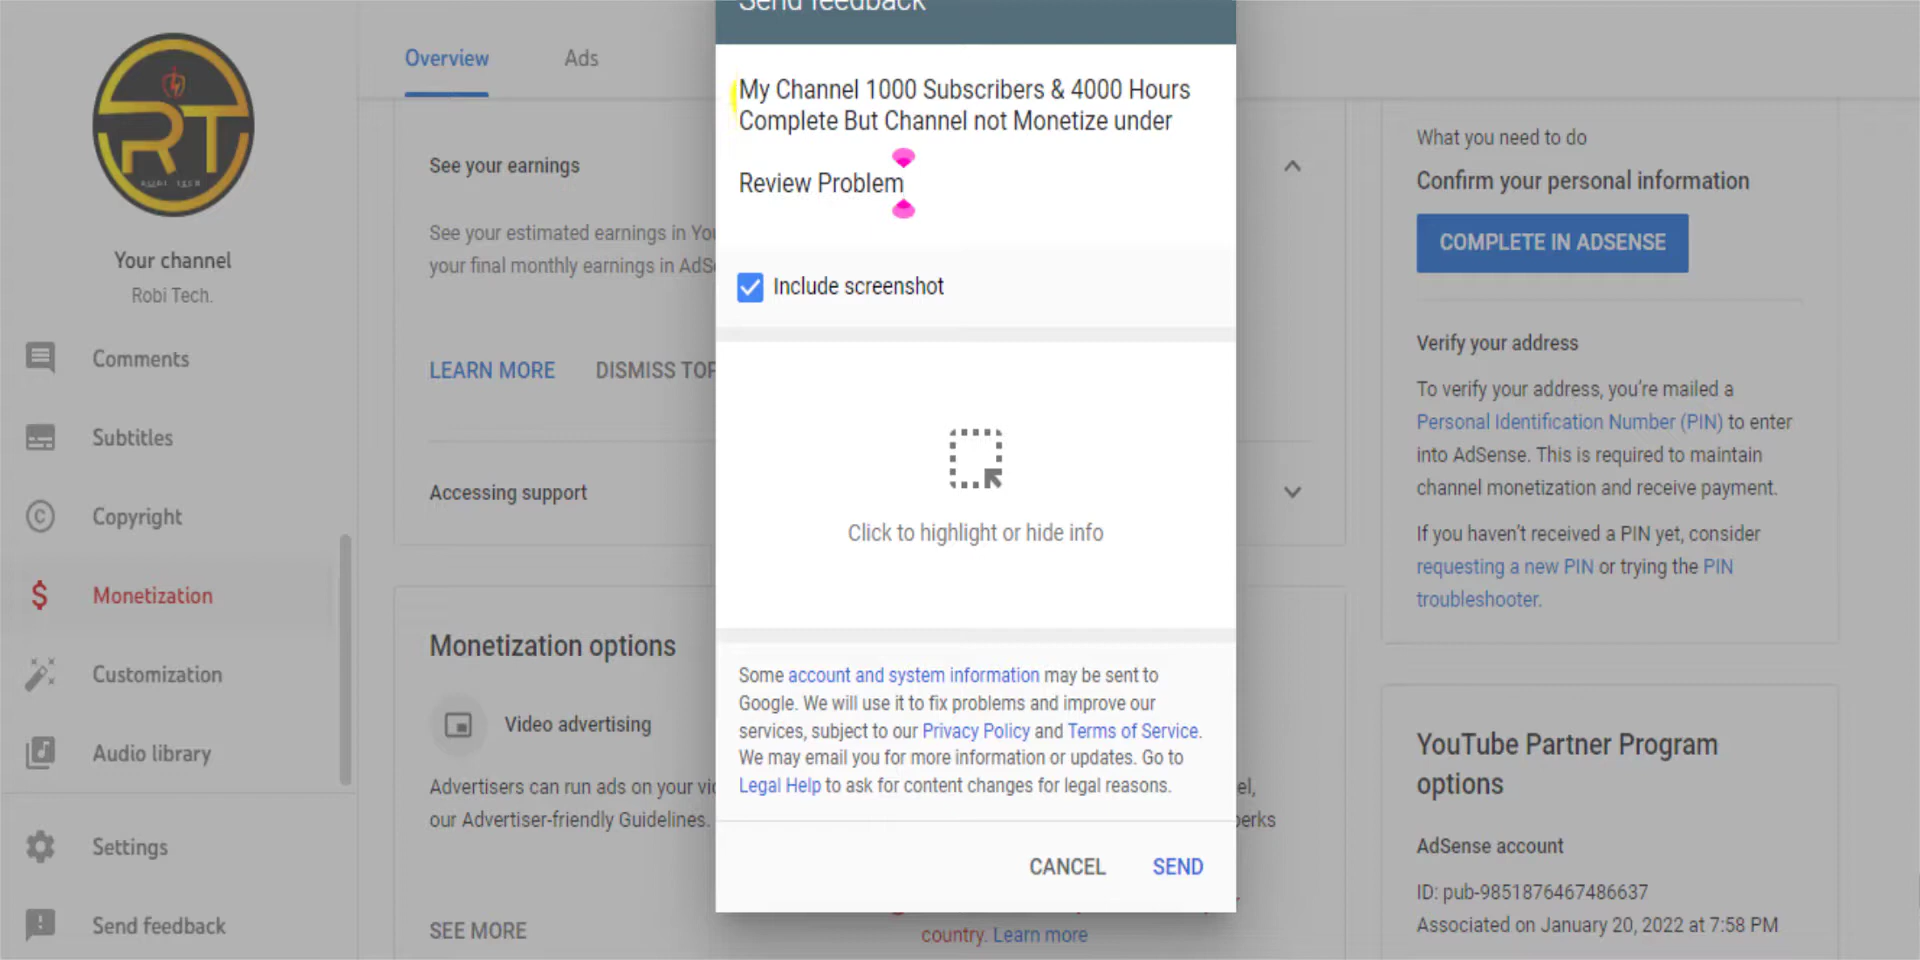 Send feedback
RT
ROBI TECH
Your channel
Robi Tech.
Comments
Subtitles
Copyright
Monetization
Customization
Audio library
Settings
Send feedback
Overview
Ads
See your earnings
See your estimated earnings in You
your final monthly earnings in AdS
LEARN MORE
DISMISS TOP
Accessing support
Monetization options
Video advertising
Advertisers can run ads on your vi
our Advertiser-friendly Guidelines.
SEE MORE
My Channel 1000 Subscribers & 4000 Hours
Complete But Channel not Monetize under
Review Problem
Include screenshot
Click to highlight or hide info
Some account and system information may be sent to
Google. We will use it to fix problems and improve our
services, subject to our Privacy Policy and Terms of Service.
We may email you for more information or updates. Go to
Legal Help to ask for content changes for legal reasons.
CANCEL
SEND
el,
perks
country. Learn more
What you need to do
Confirm your personal information
COMPLETE IN ADSENSE
Verify your address
To verify your address, you're mailed a
Personal Identification Number (PIN) to enter
into AdSense. This is required to maintain
channel monetization and receive payment.
If you haven't received a PIN yet, consider
requesting a new PIN or trying the PIN
troubleshooter.
YouTube Partner Program
options
AdSense account
ID: pub-9851876467486637
Associated on January 20, 2022 at 7:58 PM